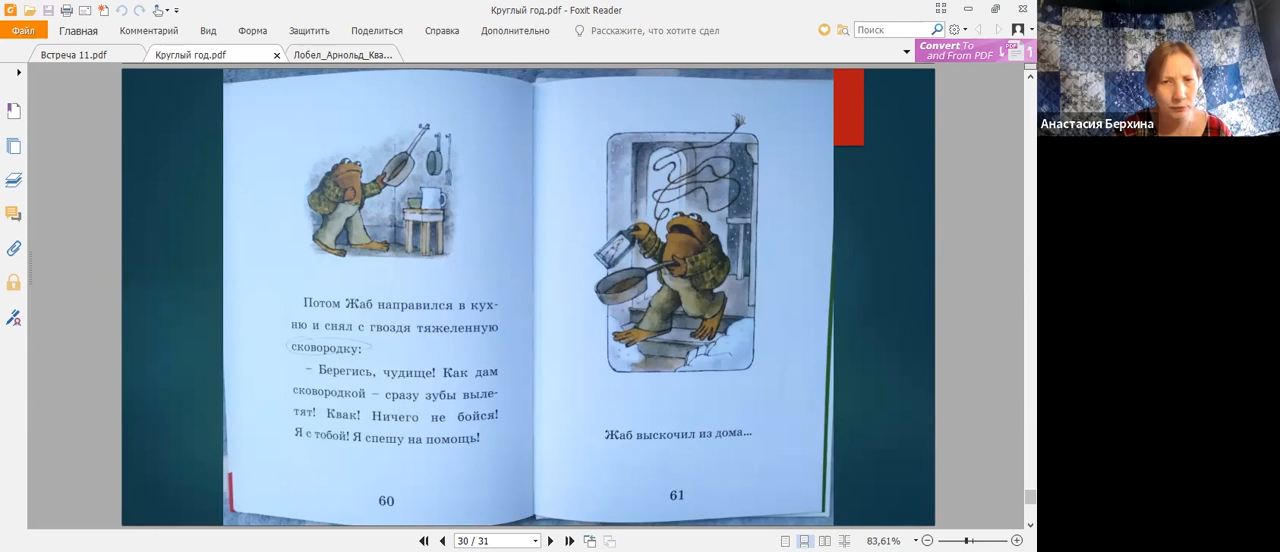 Круглый год.pdf - Foxit Reader
Файл
Главная
Комментарий
Вид
Форма
Защитить
Поделиться
Справка
Дополнительно
Расскажите, что хотите сдел
Поиск
Встреча 11.pdf
Круглый год.pdf
Лобел_Арнольд_Ква...
Convert To
and From PDF
PDF
Анастасия Берхина
Потом Жаб направился в кух-
ню и снял с гвоздя тяжеленную
сковородку:
– Берегись, чудище! Как дам
сковородкой – сразу зубы выле-
тят! Квак! Ничего не бойся!
Я с тобой! Я спешу на помощь!
60
Жаб выскочил из дома...
61
30 / 31
83,61%